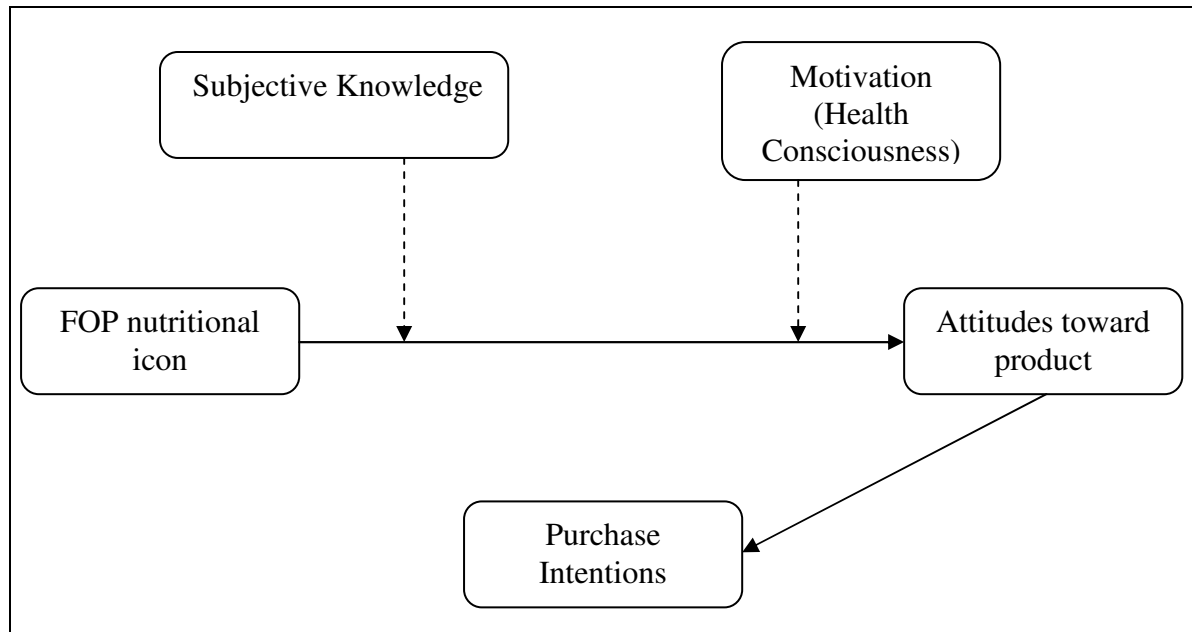 Subjective Knowledge
Motivation
(Health
Consciousness)
FOP nutritional
icon
Attitudes toward
product
Purchase
Intentions